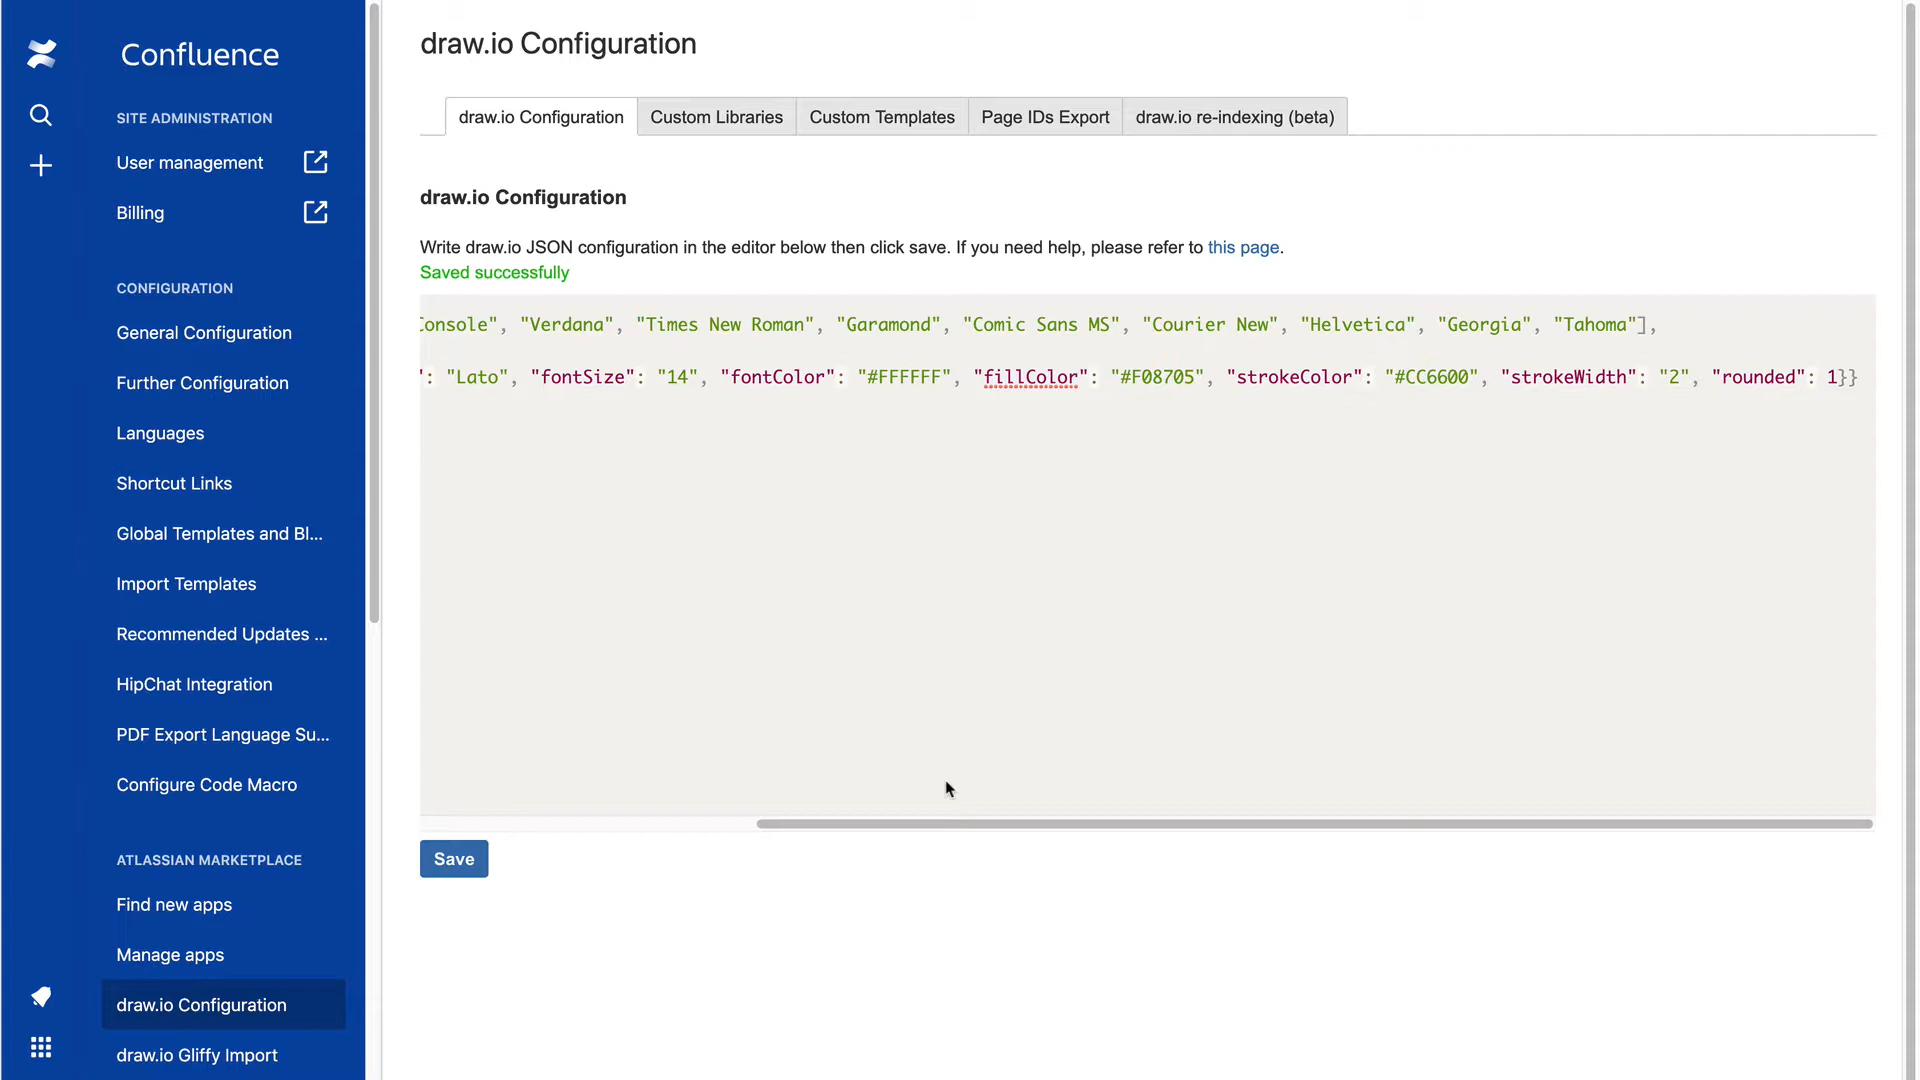 Confluence
SITE ADMINISTRATION
User management
Billing
CONFIGURATION
General Configuration
Further Configuration
Languages
Shortcut Links
Global Templates and Bl...
Import Templates
Recommended Updates ...
HipChat Integration
PDF Export Language Su...
Configure Code Macro
ATLASSIAN MARKETPLACE
Find new apps
Manage apps
draw.io Configuration
draw.io Gliffy Import
draw.io Configuration
draw.io Configuration
Custom Libraries
Custom Templates
Page IDs Export
draw.io re-indexing (beta)
draw.io Configuration
Write draw.io JSON configuration in the editor below then click save. If you need help, please refer to this page.
Saved successfully
Console", "Verdana", "Times New Roman", "Garamond", "Comic Sans MS", "Courier New", "Helvetica", "Georgia", "Tahoma"],
": "Lato", "fontSize": "14", "fontColor": "#FFFFFF", "fillColor": "#F08705", "strokeColor": "#CC6600", "strokeWidth": "2", "rounded": 1}}
Save